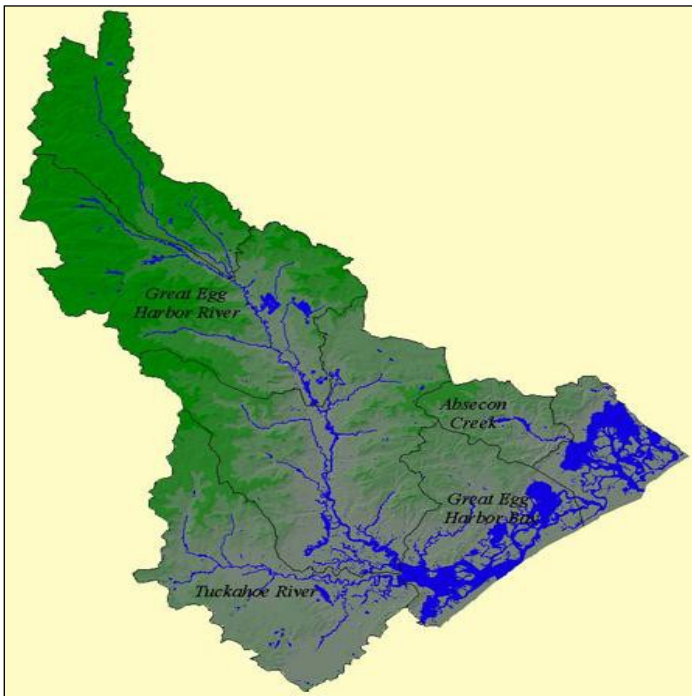 Great Egg
Harbor River
Absecon
Creek
Great Egg
Harbor Bay
Tuckahoe River